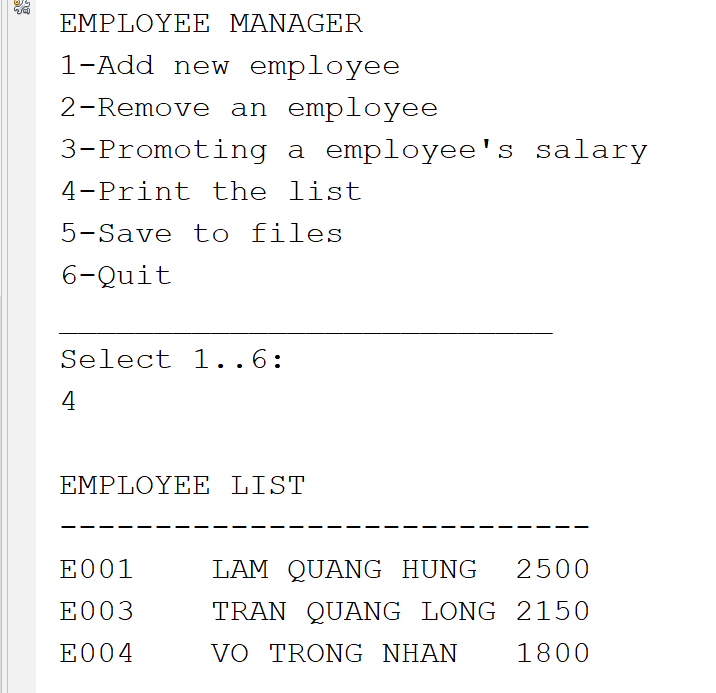 EMPLOYEE MANAGER
1-Add new employee
2-Remove an employee
3-Promoting a employee's salary
4-Print the list
5-Save to files
6-Quit
__________________________
Select 1..6:
4
EMPLOYEE LIST
----------------------------
E001    LAM QUANG HUNG  2500
E003    TRAN QUANG LONG 2150
E004    VO TRONG NHAN   1800